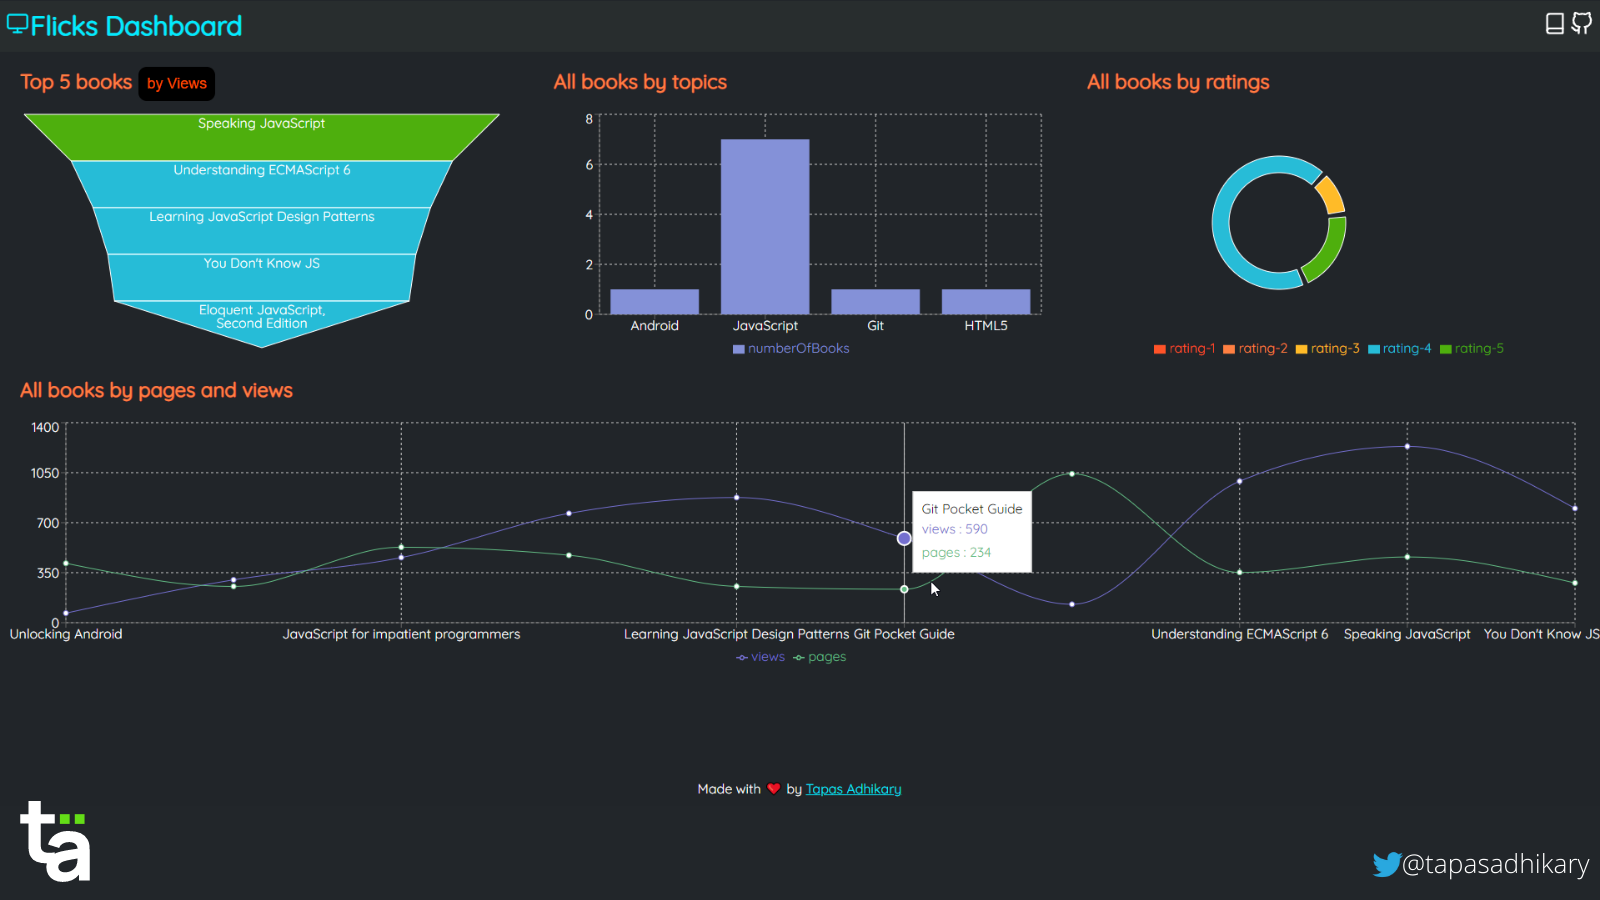 Flicks Dashboard
Top 5 books by Views
Speaking JavaScript
Understanding ECMAScript 6
Learning JavaScript Design Patterns
You Don't Know JS
Eloquent JavaScript,
Second Edition
All books by topics
8
6
4
2
0
Android JavaScript Git HTML5
numberOfBooks
All books by ratings
rating-1 rating-2 rating-3 rating-4 rating-5
All books by pages and views
1400
1050
700
350
0
Git Pocket Guide
views : 590
pages : 234
Unlocking Android JavaScript for impatient programmers Learning JavaScript Design Patterns Git Pocket Guide Understanding ECMAScript 6 Speaking JavaScript You Don't Know JS
views pages
Made with ❤ by Tapas Adhikary
ta
@tapasadhikary